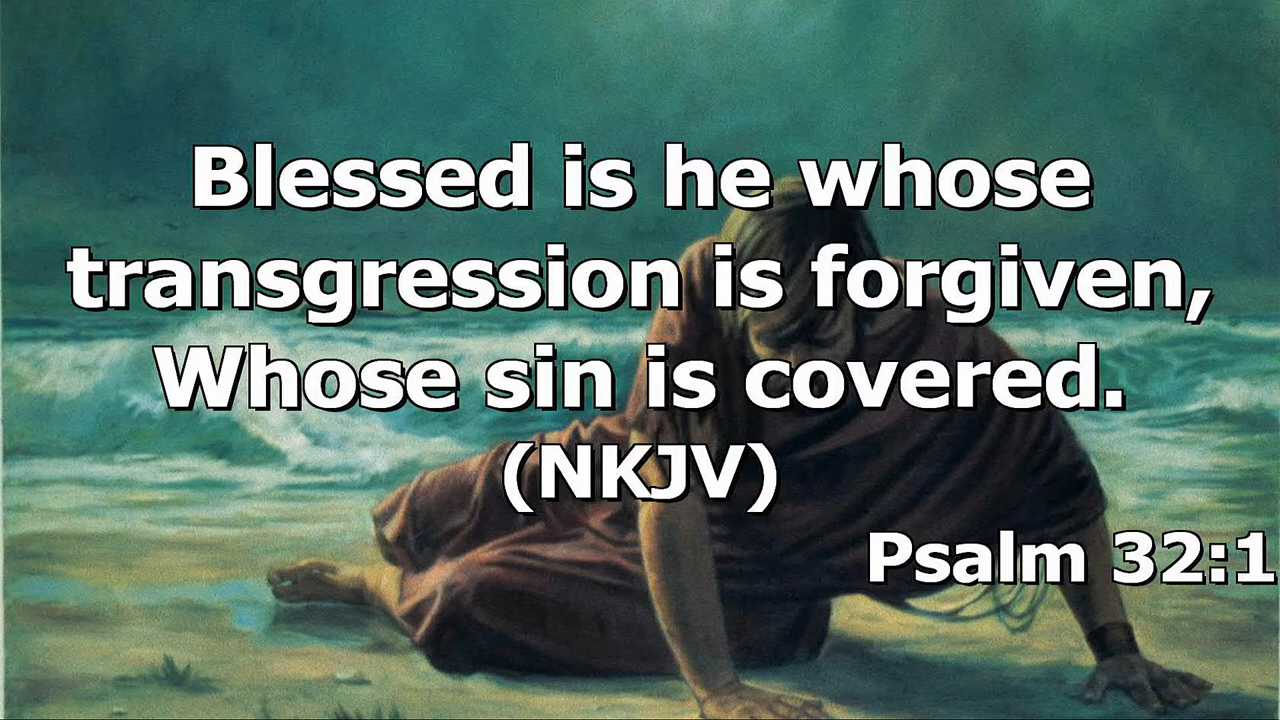 Blessed is he whose
transgression is forgiven,
Whose sin is covered.
(NKJV)
Psalm 32:1